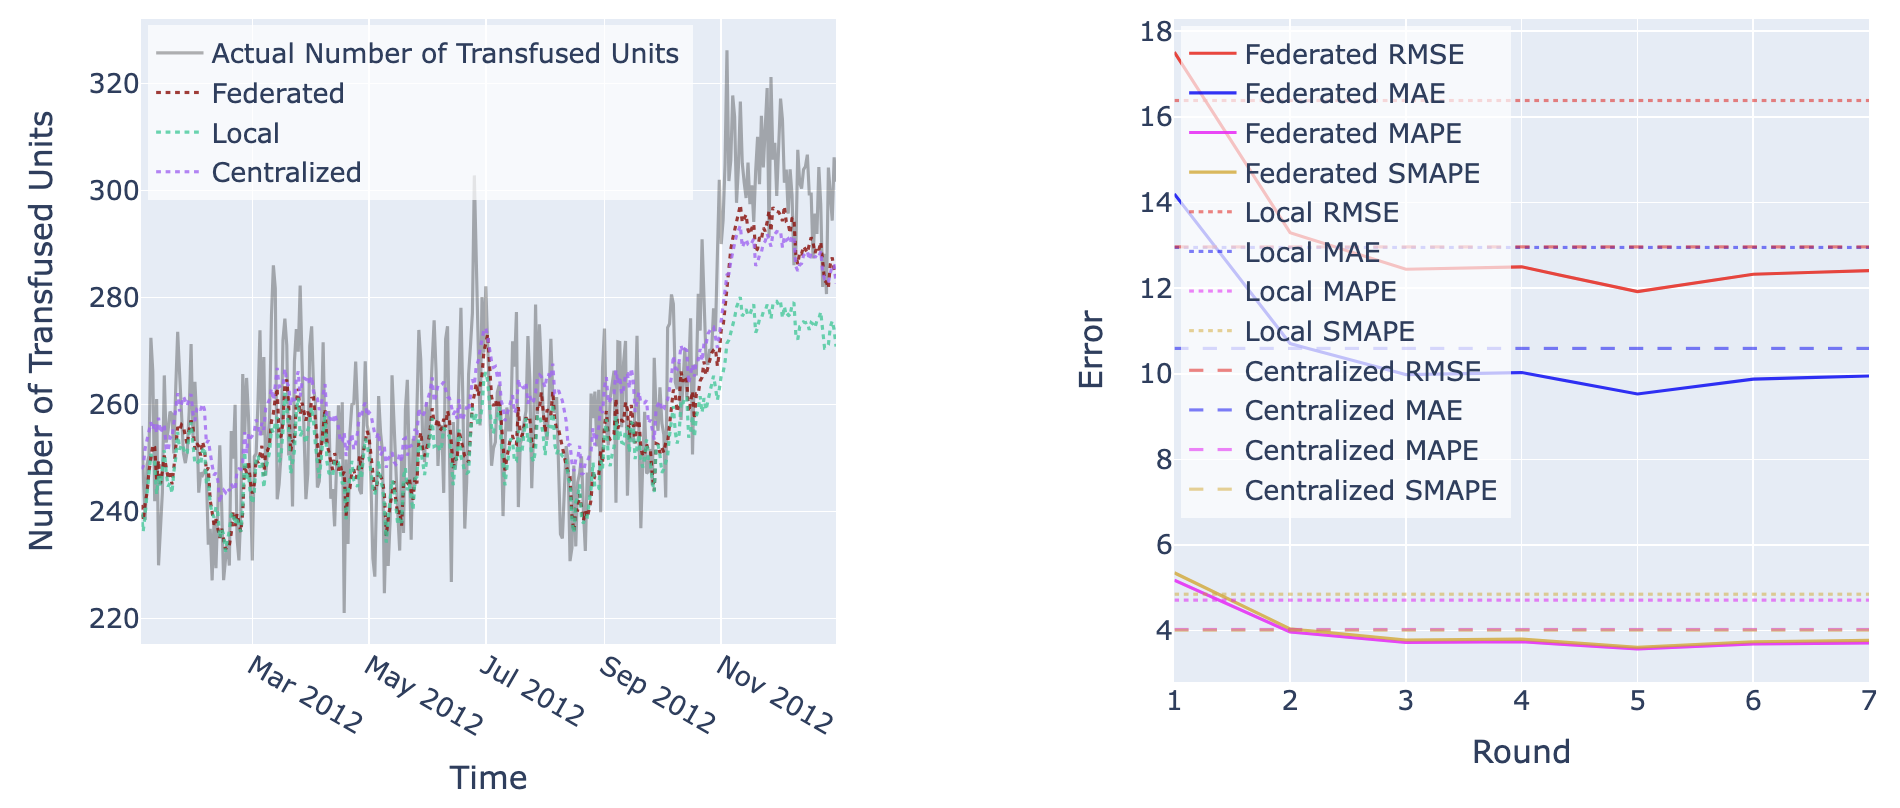 Actual Number of Transfused Units
Federated
Local
Centralized
320
300
280
260
240
220
Number of Transfused Units
Mar 2012
May 2012
Jul 2012
Sep 2012
Nov 2012
Time
Federated RMSE
Federated MAE
Federated MAPE
Federated SMAPE
Local RMSE
Local MAE
Local MAPE
Local SMAPE
Centralized RMSE
Centralized MAE
Centralized MAPE
Centralized SMAPE
18
16
14
12
10
8
6
4
Error
1 2 3 4 5 6 7
Round